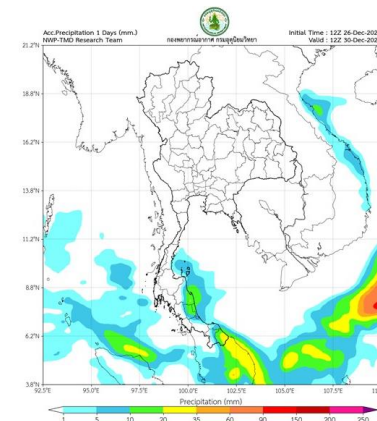 Acc.Precipitation 1 Days (mm.)
NWP-TMD Research Team
กองพยากรณ์อากาศ กรมอุตุนิยมวิทยา
Initial Time : 12Z 26-Dec-202
Valid : 12Z 30-Dec-202
21.2°N
18.8°N
16.2°N
13.8°N
11.2°N
8.8°N
6.2°N
3.8°N
92.5°E 95.0°E 97.5°E 100.0°E 102.5°E 105.0°E 107.5°E
Precipitation (mm)
1 5 10 20 35 60 90 150 200 250